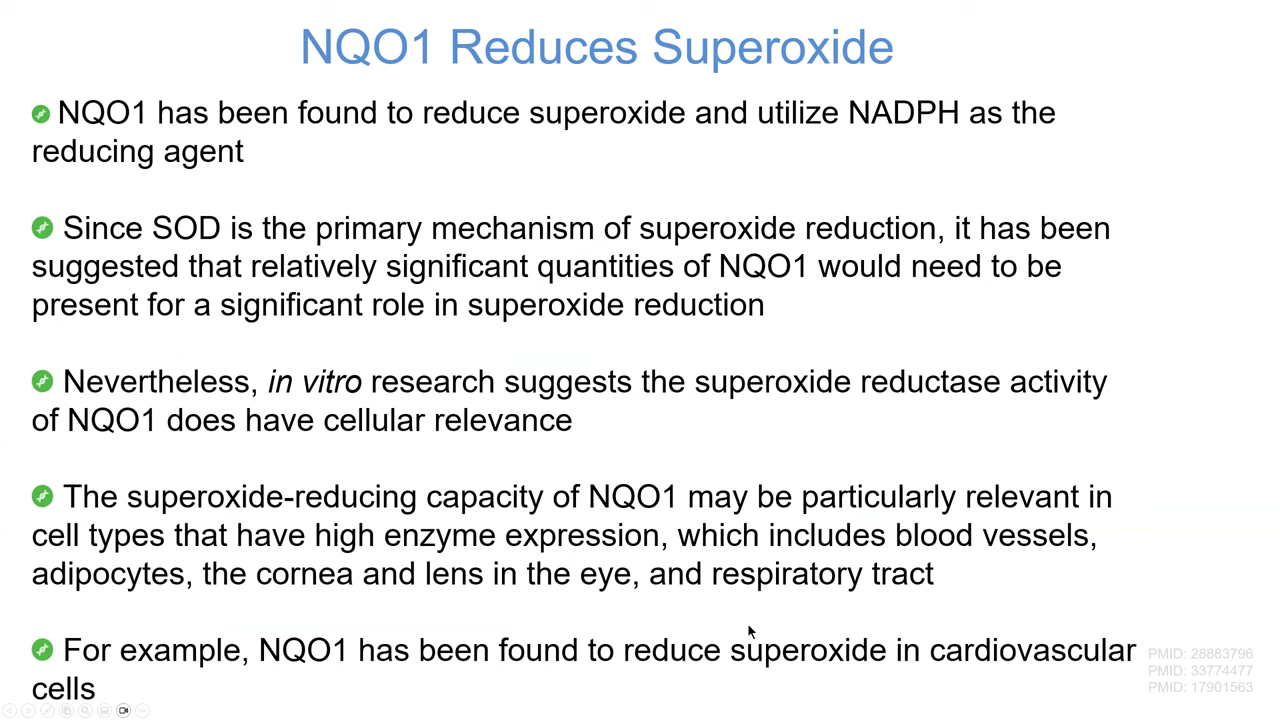 NQO1 Reduces Superoxide
NQO1 has been found to reduce superoxide and utilize NADPH as the
reducing agent
Since SOD is the primary mechanism of superoxide reduction, it has been
suggested that relatively significant quantities of NQO1 would need to be
present for a significant role in superoxide reduction
Nevertheless, in vitro research suggests the superoxide reductase activity
of NQO1 does have cellular relevance
The superoxide-reducing capacity of NQO1 may be particularly relevant in
cell types that have high enzyme expression, which includes blood vessels,
adipocytes, the cornea and lens in the eye, and respiratory tract
For example, NQO1 has been found to reduce superoxide in cardiovascular
cells
PMID: 28883796
PMID: 33774477
PMID: 17901563